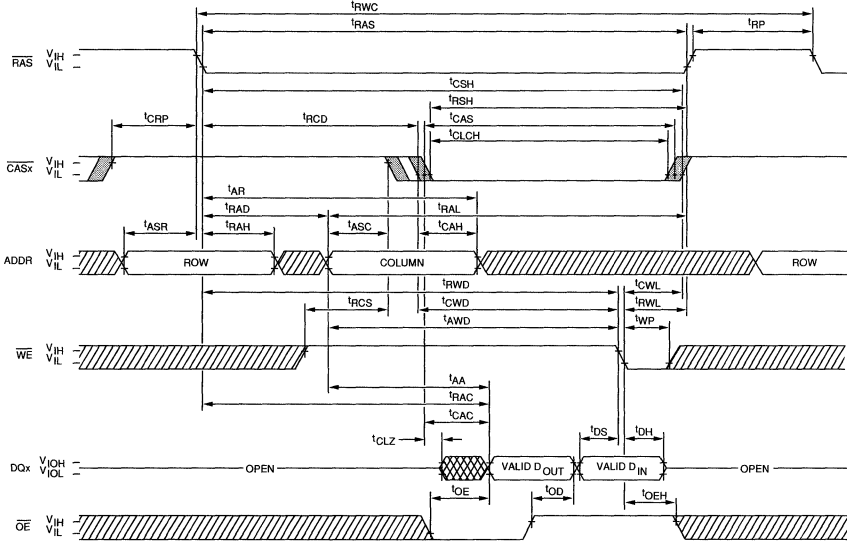 tRWC
tRAS
tRP
RAS VIH
VIL
tCSH
tRSH
tCRP
tRCD
tCAS
tCLCH
CASx VIH
VIL
tAR
tRAD
tRAL
tASR
tRAH
tASC
tCAH
ADDR VIH
VIL
ROW
COLUMN
ROW
tRWD
tCWL
tRCS
tCWD
tRWL
tAWD
tWP
WE VIH
VIL
tAA
tRAC
tCAC
tCLZ
tDS
tDH
DQx VIOH
VIOL
OPEN
VALID DOUT
VALID DIN
OPEN
tOE
tOD
tOEH
OE VIH
VIL